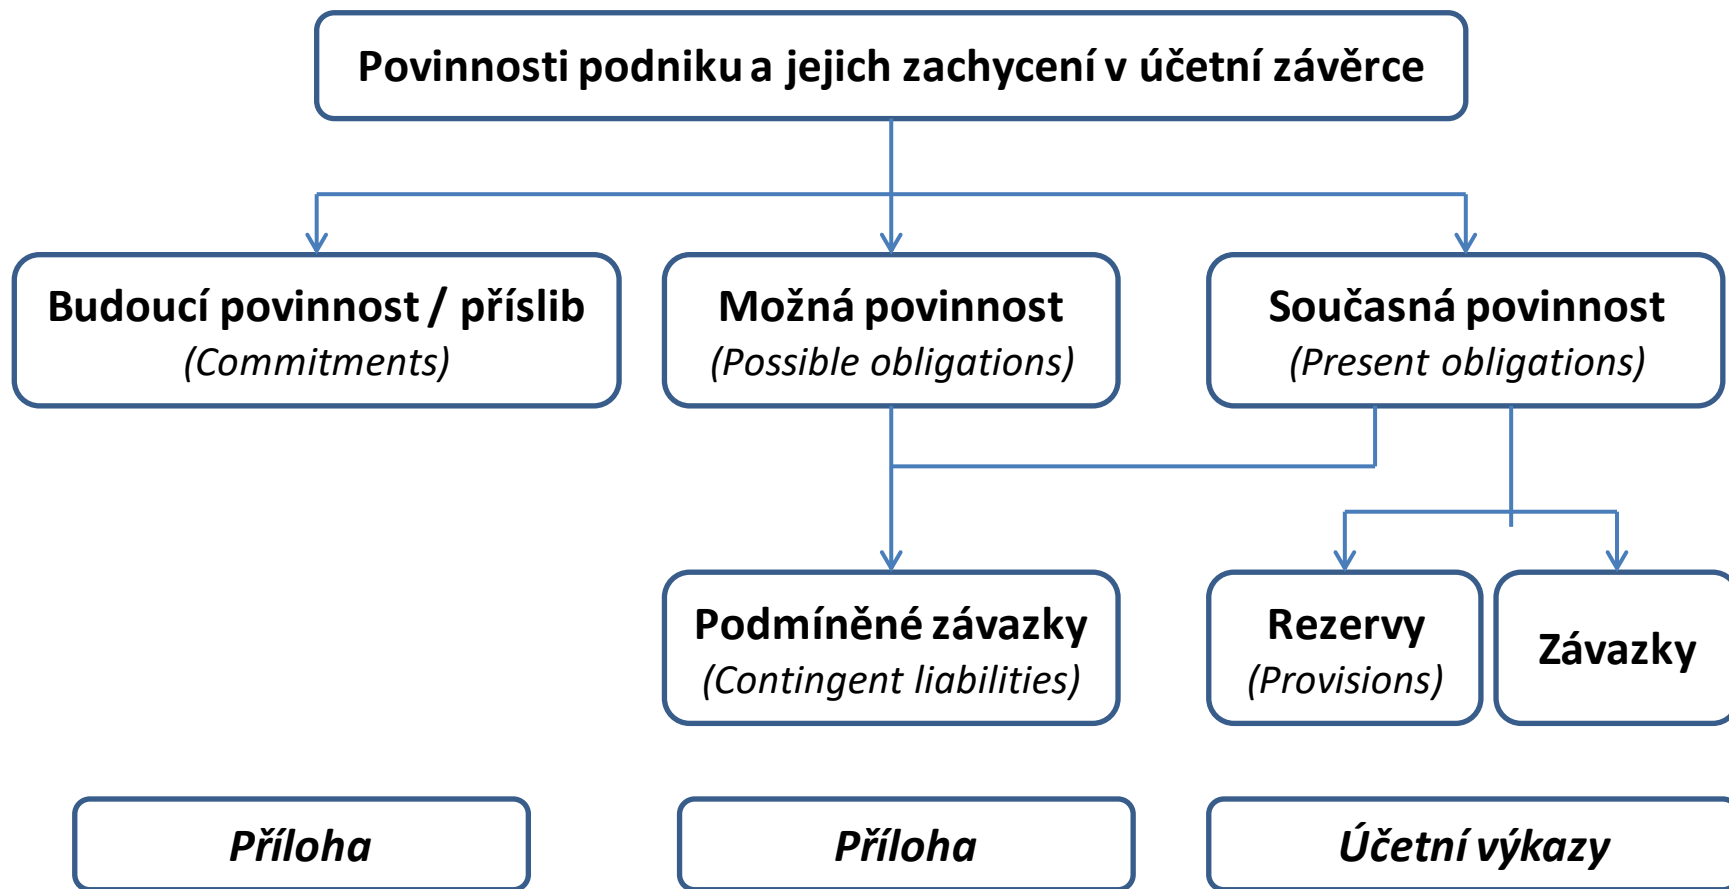 Povinnosti podniku a jejich zachycení v účetní závěrce
Budoucí povinnost / příslib
(Commitments)
Možná povinnost
(Possible obligations)
Současná povinnost
(Present obligations)
Podmíněné závazky
(Contingent liabilities)
Rezervy
(Provisions)
Závazky
Příloha
Příloha
Účetní výkazy